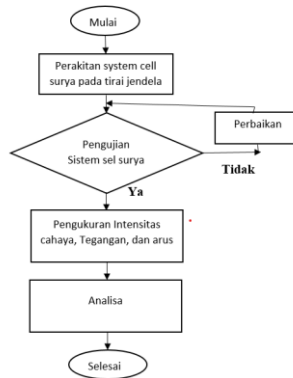 Mulai
Perakitan system cell
surya pada tirai jendela
Perbaikan
Pengujian
Sistem sel surya
Tidak
Ya
Pengukuran Intensitas
cahaya, Tegangan, dan arus
Analisa
Selesai